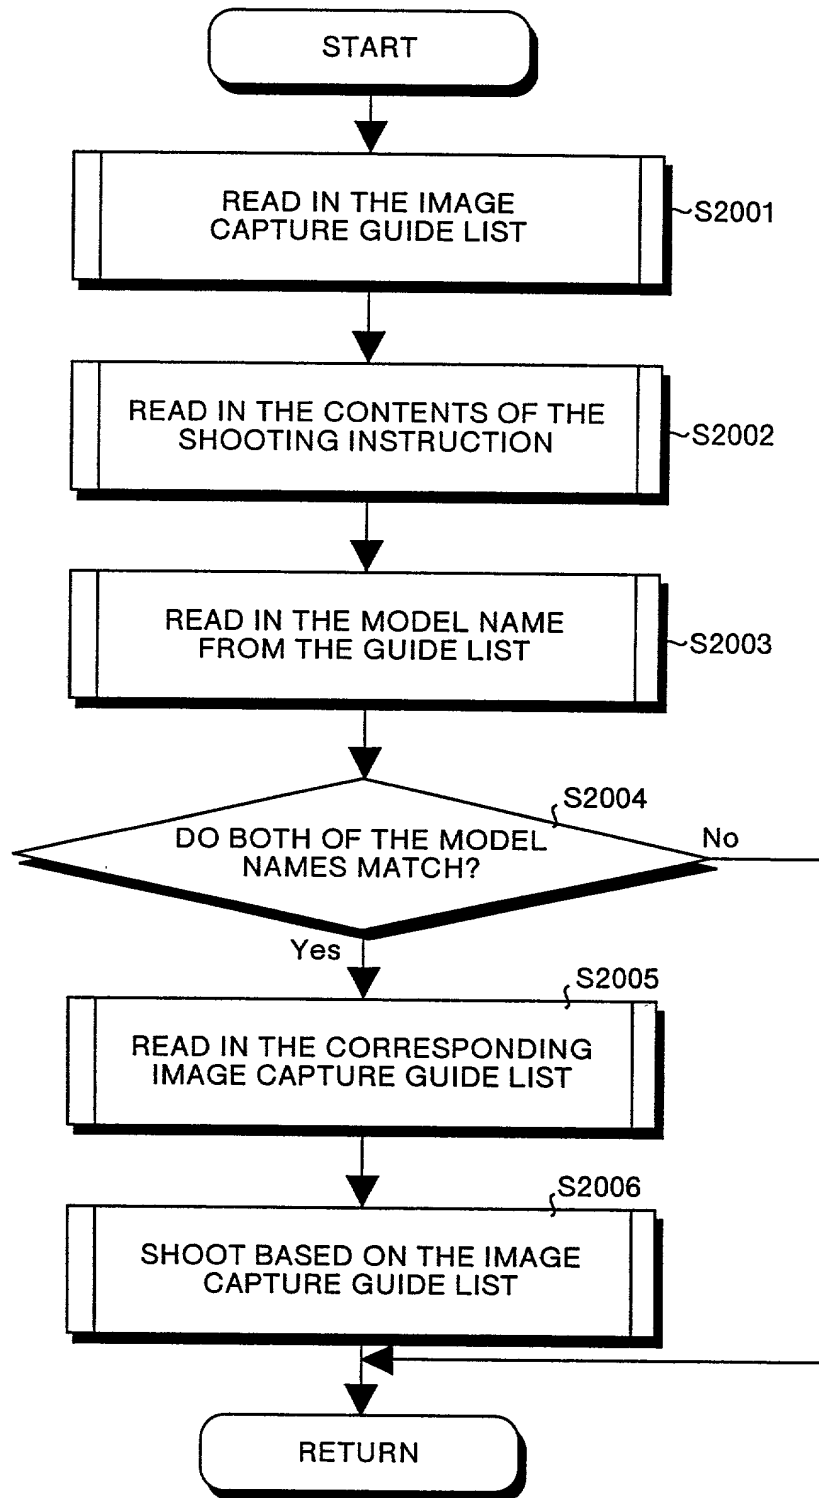 START
READ IN THE IMAGE
CAPTURE GUIDE LIST
S2001
READ IN THE CONTENTS OF THE
SHOOTING INSTRUCTION
S2002
READ IN THE MODEL NAME
FROM THE GUIDE LIST
S2003
S2004
DO BOTH OF THE MODEL
NAMES MATCH?
No
Yes
S2005
READ IN THE CORRESPONDING
IMAGE CAPTURE GUIDE LIST
S2006
SHOOT BASED ON THE IMAGE
CAPTURE GUIDE LIST
RETURN